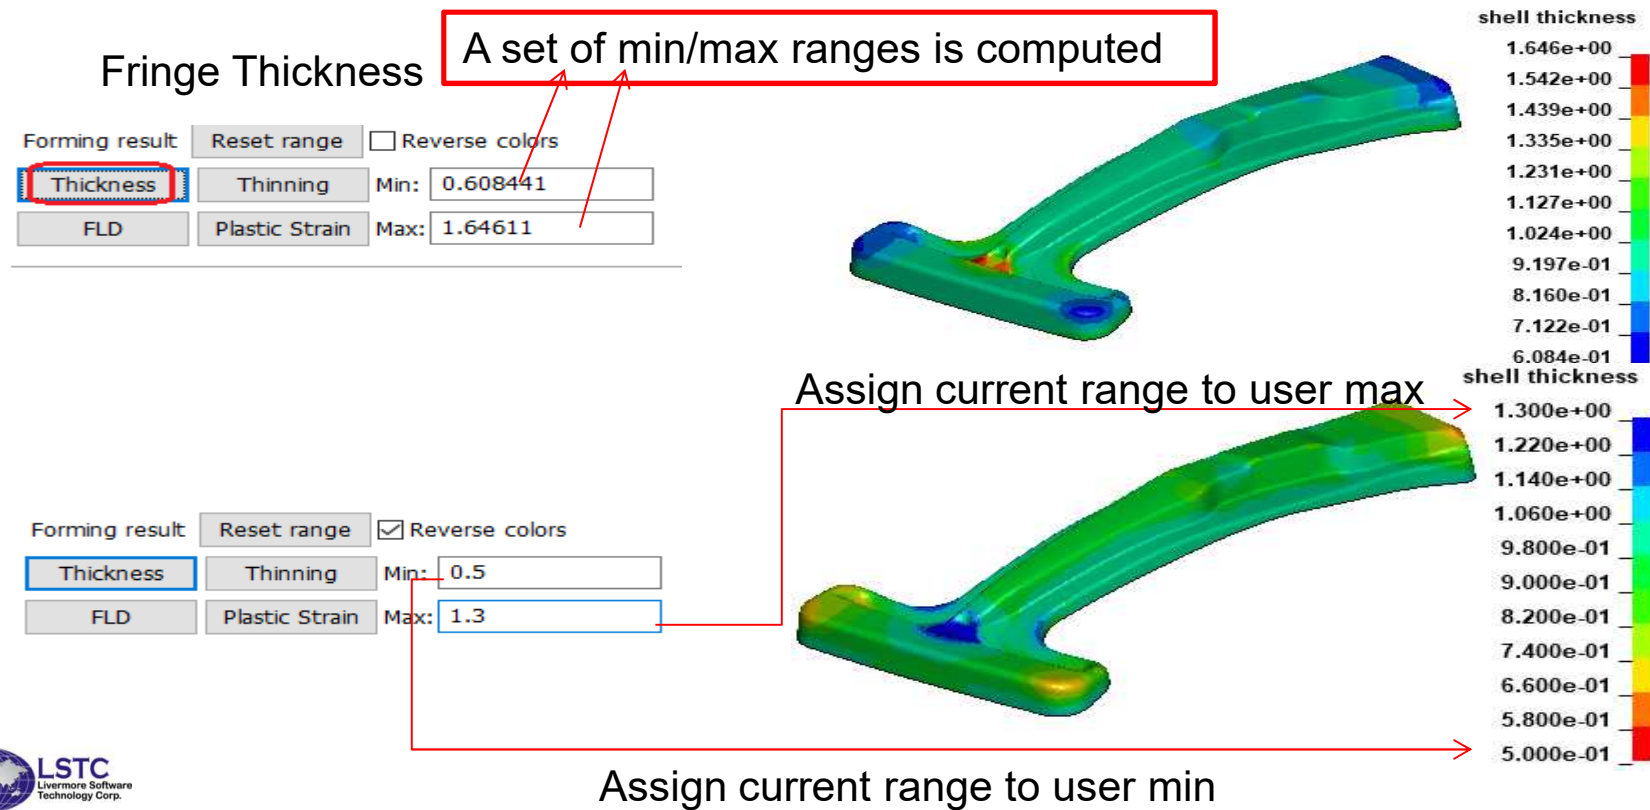 Fringe Thickness
A set of min/max ranges is computed
Forming result Reset range Reverse colors
Thickness Thinning Min: 0.608441
FLD Plastic Strain Max: 1.64611
shell thickness
1.646e+00
1.542e+00
1.439e+00
1.335e+00
1.231e+00
1.127e+00
1.024e+00
9.197e-01
8.160e-01
7.122e-01
6.084e-01
Assign current range to user max
shell thickness
1.300e+00
1.220e+00
1.140e+00
1.060e+00
9.800e-01
9.000e-01
8.200e-01
7.400e-01
6.600e-01
5.800e-01
5.000e-01
Forming result Reset range Reverse colors
Thickness Thinning Min: 0.5
FLD Plastic Strain Max: 1.3
Assign current range to user min
LSTC
Livermore Software
Technology Corp.